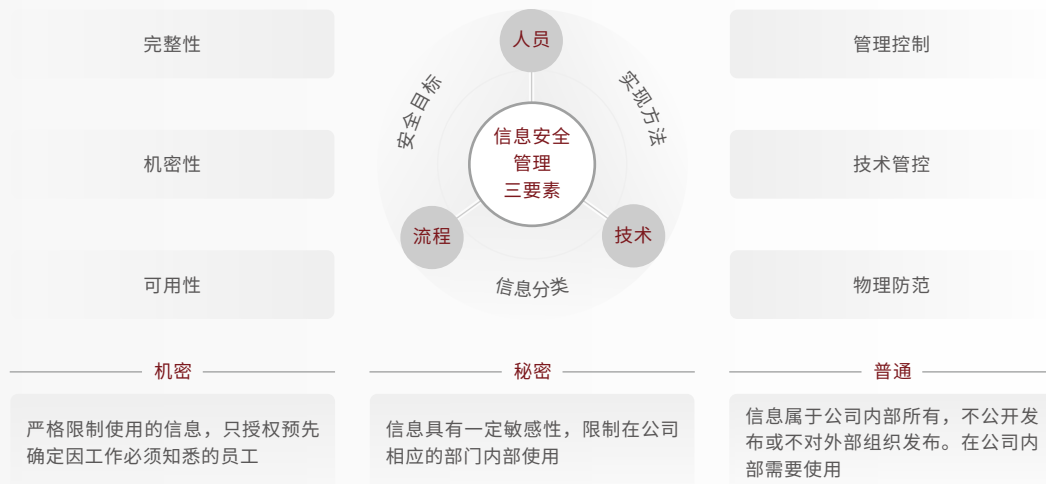 完整性
机密性
可用性
人员
安全目标
实现方法
信息安全
管理
三要素
流程
技术
信息分类
管理控制
技术管控
物理防范
机密
严格限制使用的信息，只授权预先
确定因工作必须知悉的员工
秘密
信息具有一定敏感性，限制在公司
相应的部门内部使用
普通
信息属于公司内部所有，不公开发
布或不对外部组织发布。在公司内
部需要使用